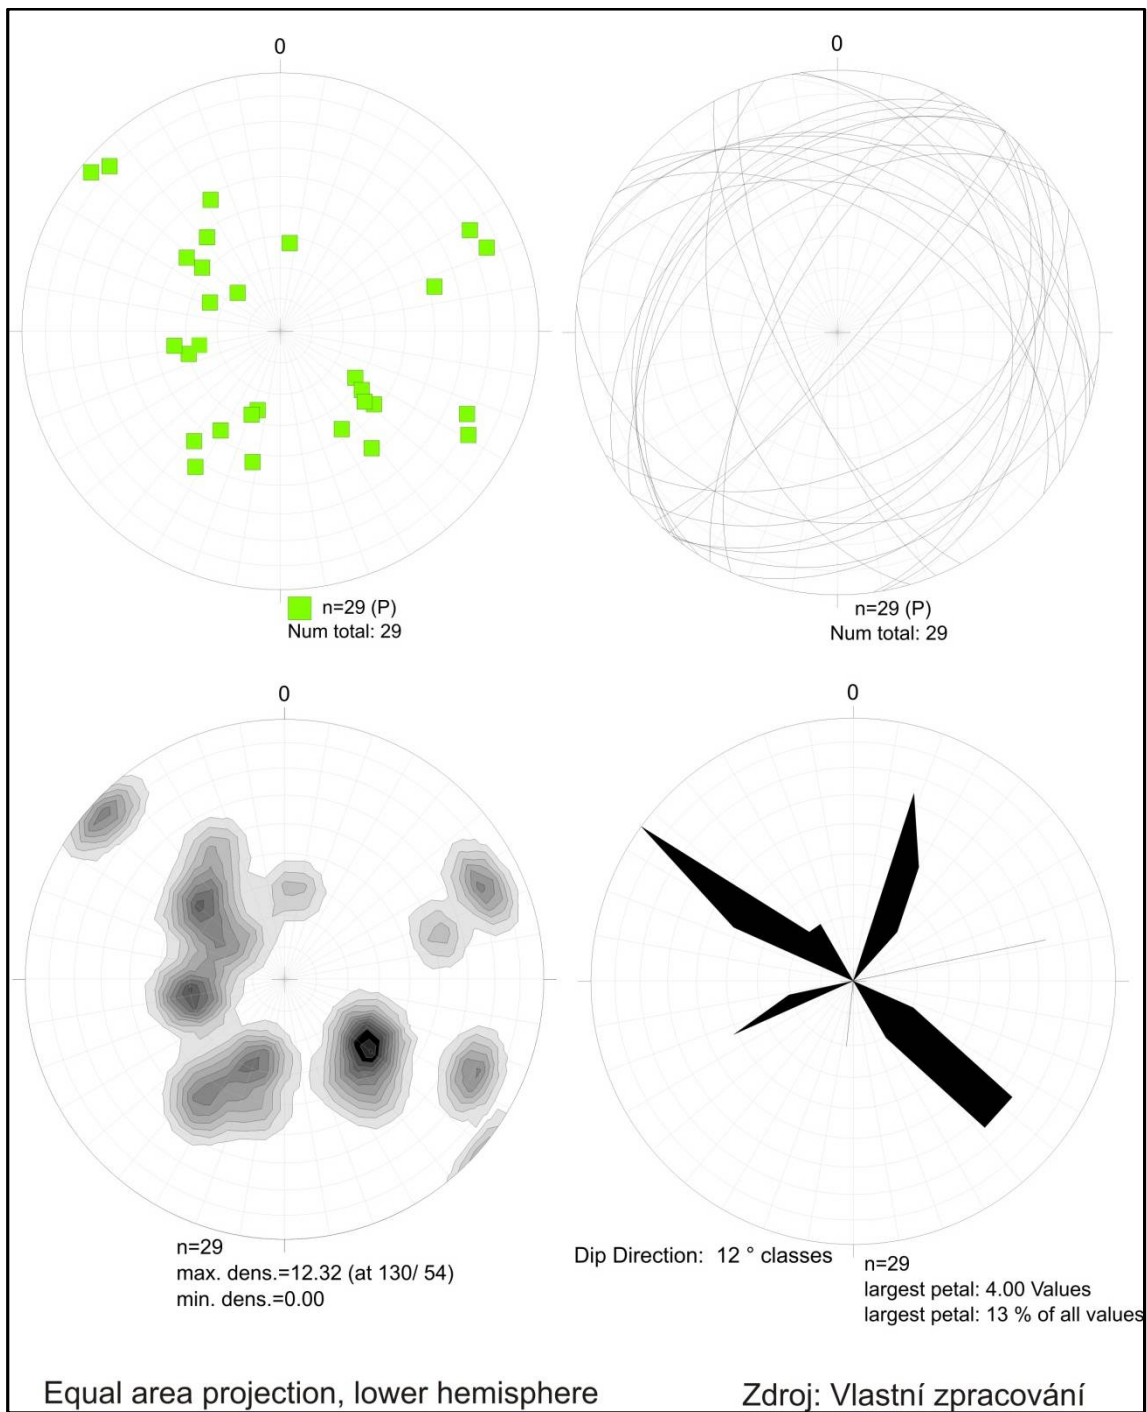 0
0
n=29 (P)
Num total: 29
n=29 (P)
Num total: 29
0
0
n=29
max. dens.=12.32 (at 130/ 54)
min. dens.=0.00
Dip Direction: 12 ° classes
n=29
largest petal: 4.00 Values
largest petal: 13 % of all values
Equal area projection, lower hemisphere
Zdroj: Vlastní zpracování